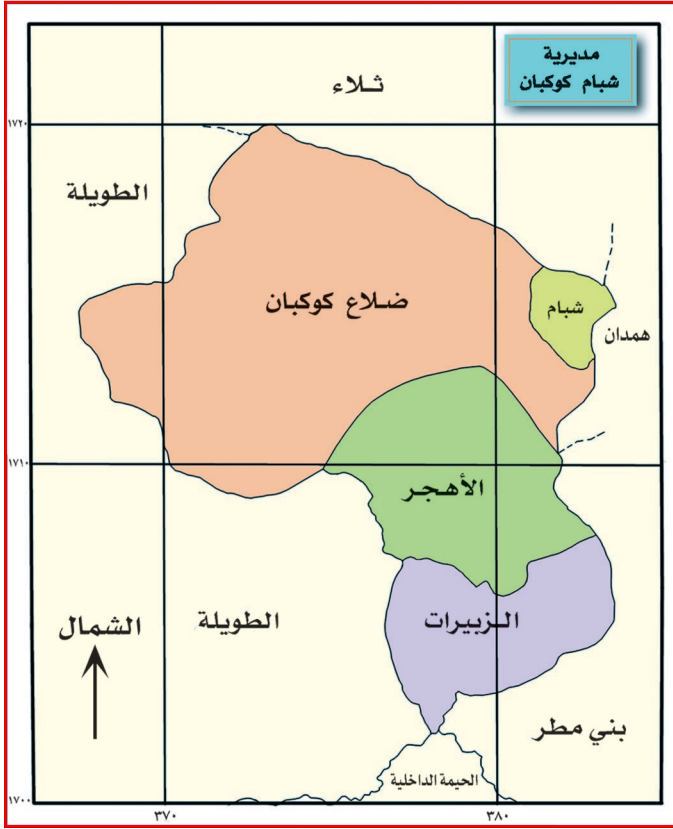 مديرية
شبام كوكبان
ثلاء
١٧٢٠
الطويلة
ضلاع كوكبان
شبام
همدان
١٧١٠
الأهجر
الشمال
الطويلة
الزبيرات
بني مطر
الحيمة الداخلية
١٧٠٠
٣٧٠
٣٨٠